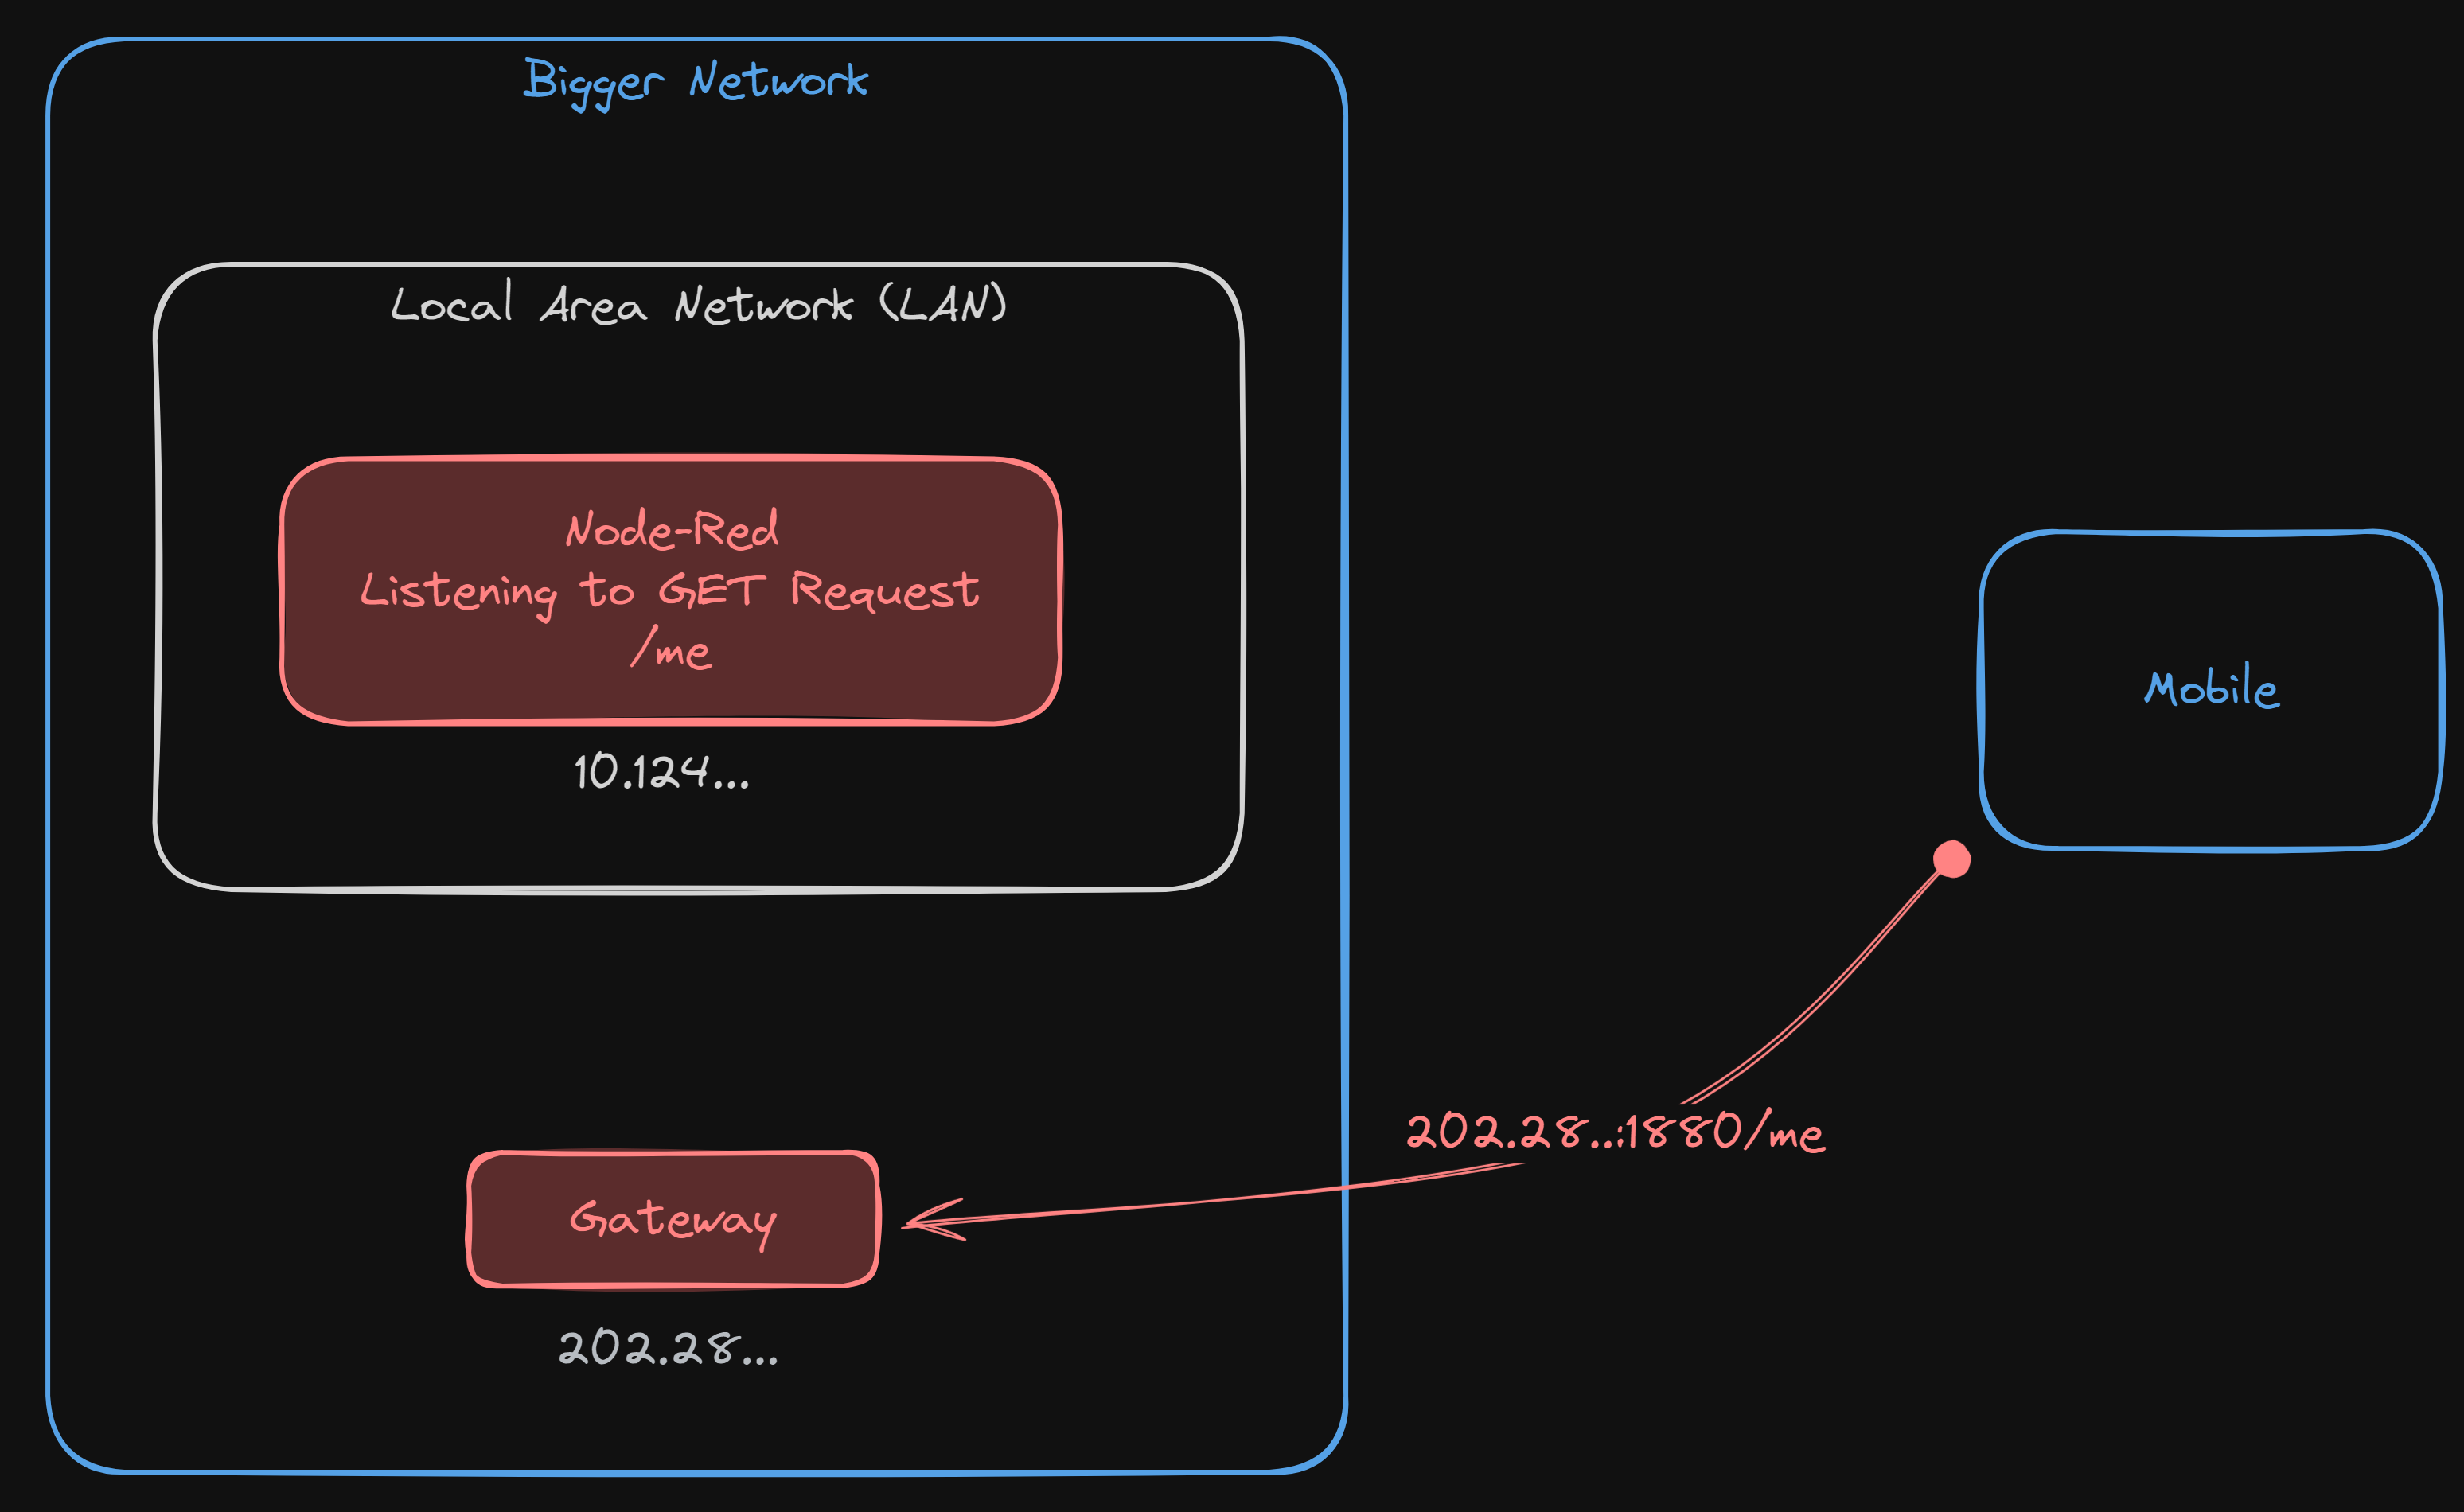 Bigger Network
Local Area Network (LAN)
Node-Red
Listening to GET Request
/me
10.124...
Mobile
202.28...:1880/me
Gateway
202.28...